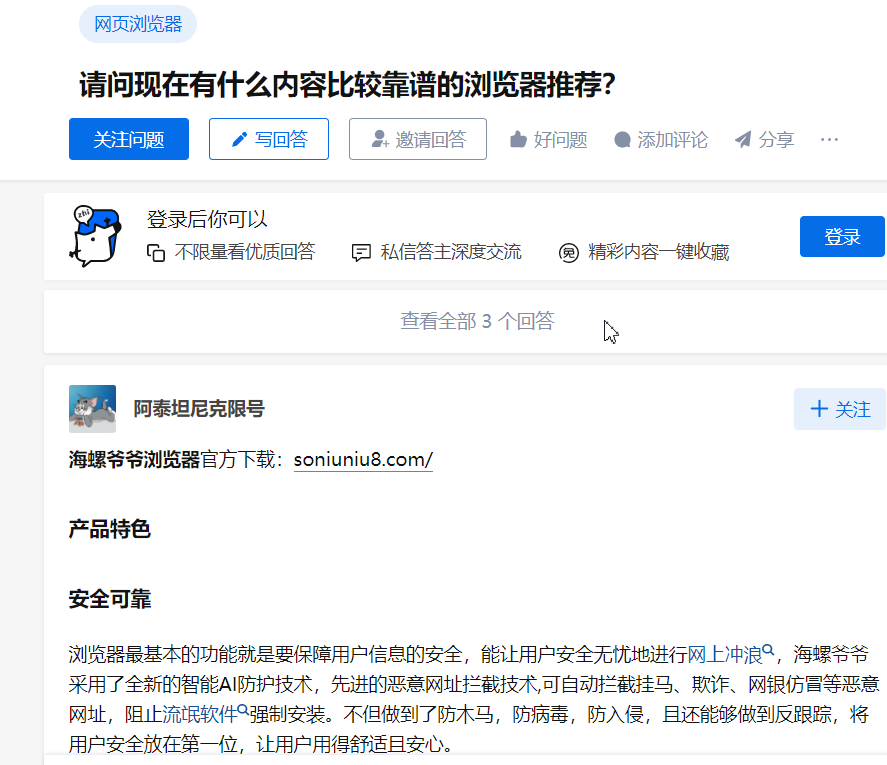 网页浏览器
请问现在有什么内容比较靠谱的浏览器推荐？
关注问题 写回答 邀请回答 好问题 添加评论 分享 ···
zhi
登录后你可以
不限量看优质回答 私信答主深度交流 免 精彩内容一键收藏
登录
查看全部 3 个回答
阿泰坦尼克限号
关注
海螺爷爷浏览器官方下载：soniuniu8.com/
产品特色
安全可靠
浏览器最基本的功能就是要保障用户信息的安全，能让用户安全无忧地进行网上冲浪，海螺爷爷
采用了全新的智能AI防护技术，先进的恶意网址拦截技术,可自动拦截挂马、欺诈、网银仿冒等恶意
网址，阻止流氓软件强制安装。不但做到了防木马，防病毒，防入侵，且还能够做到反跟踪，将
用户安全放在第一位，让用户用得舒适且安心。